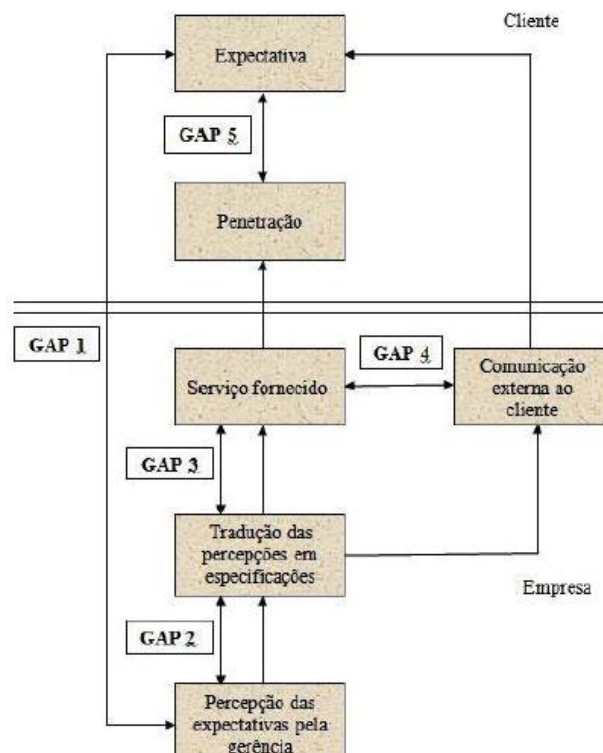 Cliente
Expectativa
GAP 5
Penetração
GAP 1
GAP 4
Serviço fornecido
Comunicação
externa ao
cliente
GAP 3
Tradução das
percepções em
especificações
Empresa
GAP 2
Percepção das
expectativas pela
gerência